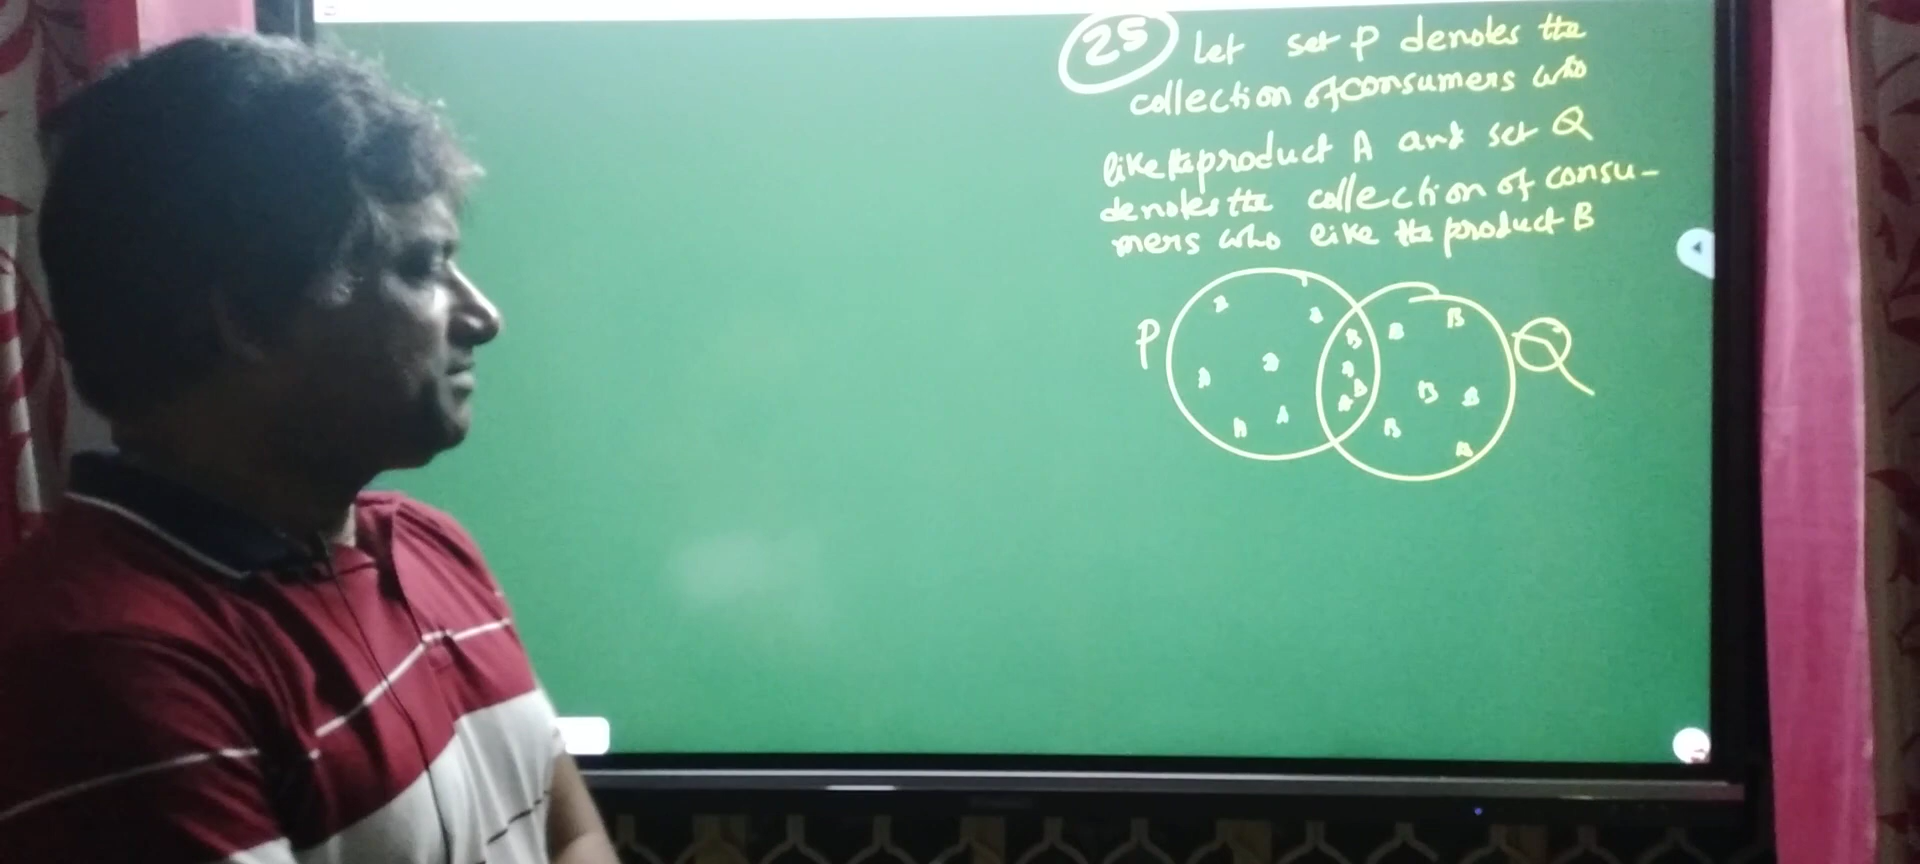 25 Let set P denotes the
collection of consumers who
like the product A and set Q
denotes the collection of consu-
mers who like the product B
P
Q